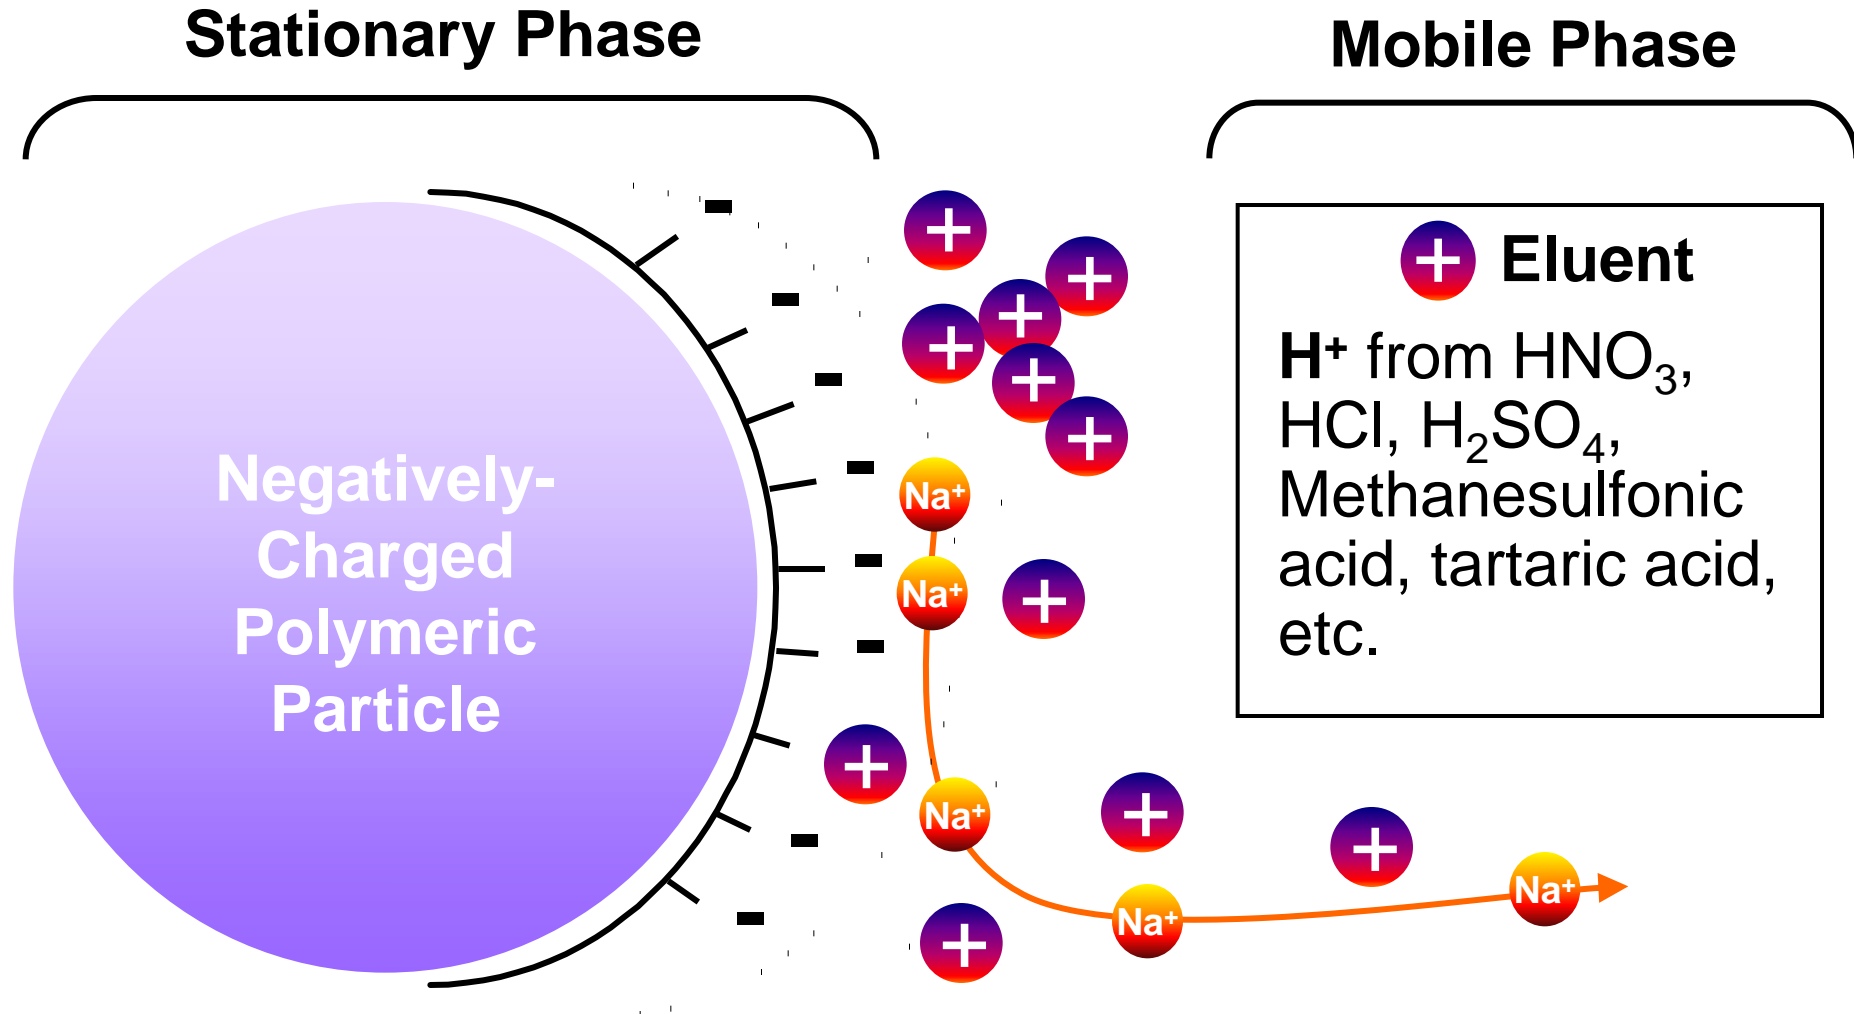 Stationary Phase
Mobile Phase
Negatively-
Charged
Polymeric
Particle
+ Eluent
H⁺ from HNO₃,
HCl, H₂SO₄,
Methanesulfonic
acid, tartaric acid,
etc.
+
+
+
+
+
+
Na⁺
Na⁺
+
+
Na⁺
+
+
Na⁺
Na⁺
+